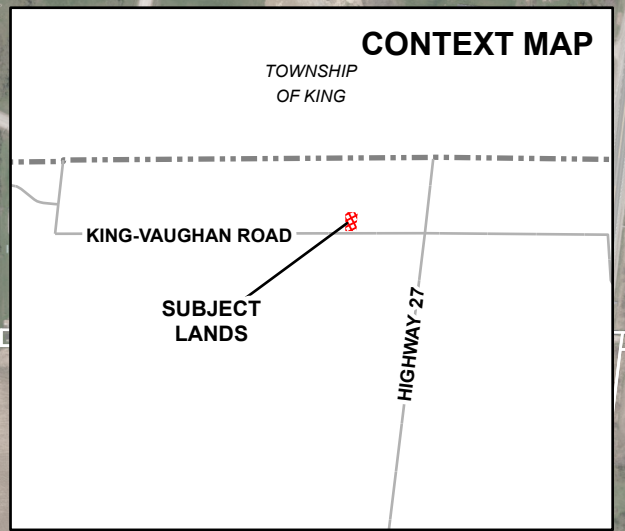 CONTEXT MAP
TOWNSHIP
OF KING
KING-VAUGHAN ROAD
SUBJECT
LANDS
HIGHWAY 27